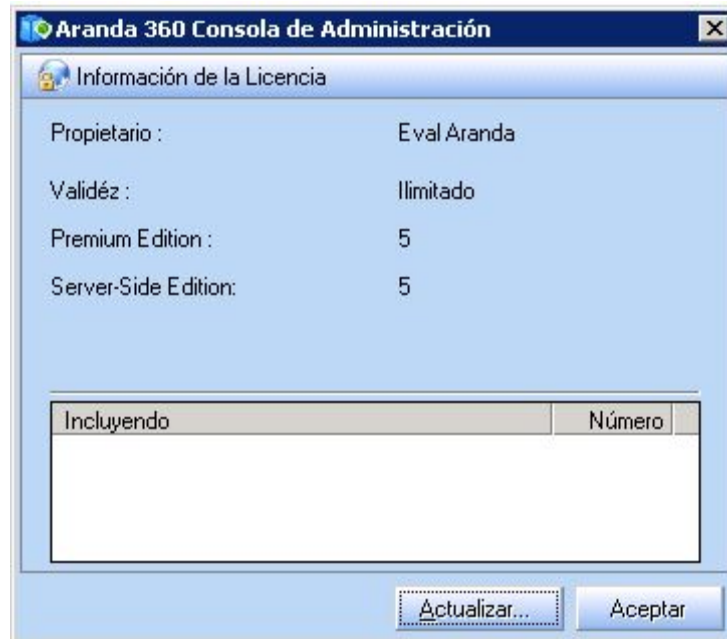 Aranda 360 Consola de Administración
Información de la Licencia
Propietario : Eval Aranda
Validéz : Ilimitado
Premium Edition : 5
Server-Side Edition: 5
Incluyendo Número
Actualizar... Aceptar